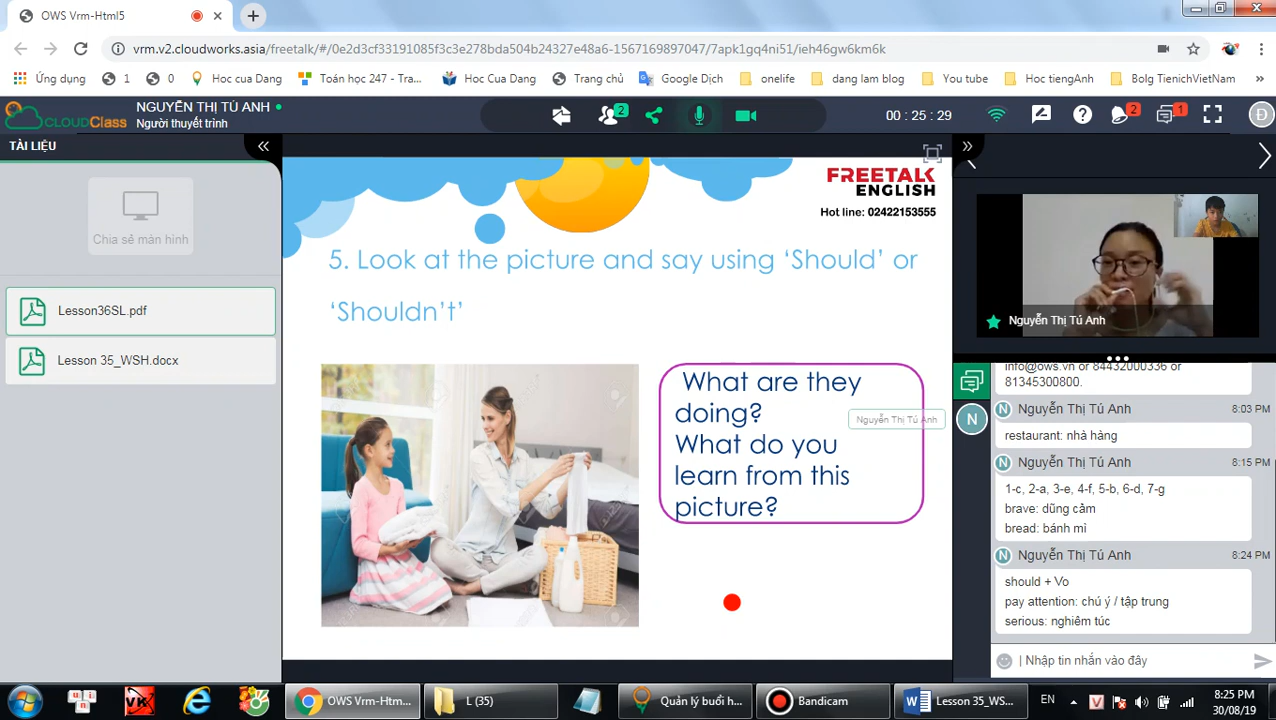 OWS Vrm-Html5
vrm.v2.cloudworks.asia/freetalk/#/0e2d3cf33191085f3c3e278bda504b24327e48a6-1567169897047/7apk1gq4ni51/ieh46gw6km6k
Ứng dụng
1
0
Hoc cua Dang
Toán học 247 - Tra...
Học Cua Dang
Trang chủ
Google Dịch
onelife
dang lam blog
You tube
Học tiengAnh
Bolg TienichVietNam
»
CLOUDCLASS
NGUYỄN THỊ TÚ ANH
Người thuyết trình
2
00 : 25 : 29
2
1
Đ
TÀI LIỆU
Chia sẻ màn hình
Lesson36SL.pdf
Lesson 35_WSH.docx
FREETALK
ENGLISH
Hot line: 02422153555
5. Look at the picture and say using ‘Should’ or
‘Shouldn’t’
What are they
doing?
What do you
learn from this
picture?
Nguyễn Thị Tú Anh
Nguyễn Thị Tú Anh
info@ows.vn or 84432000336 or
81345300800.
N Nguyễn Thị Tú Anh 8:03 PM
N
restaurant: nhà hàng
N Nguyễn Thị Tú Anh 8:15 PM
1-c, 2-a, 3-e, 4-f, 5-b, 6-d, 7-g
brave: dũng cảm
bread: bánh mì
N Nguyễn Thị Tú Anh 8:24 PM
should + Vo
pay attention: chú ý / tập trung
serious: nghiêm túc
Nhập tin nhắn vào đây
OWS Vrm-Htm...
L (35)
Quản lý buổi h...
Bandicam
Lesson 35_WS...
EN
8:25 PM
30/08/19